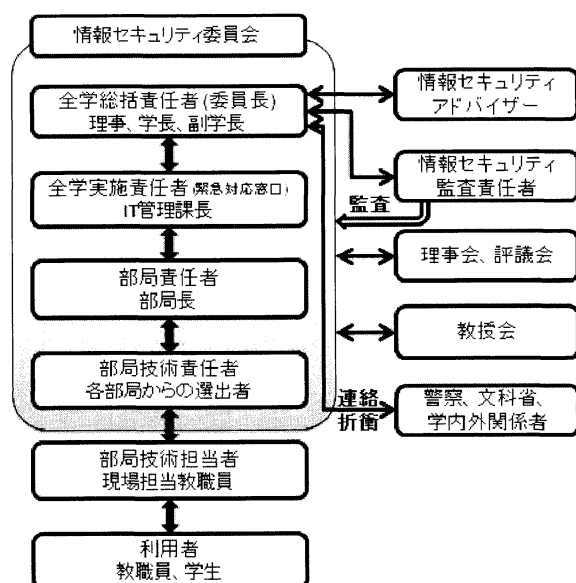 情報セキュリティ委員会
全学総括責任者(委員長)
理事、学長、副学長
全学実施責任者(緊急対応窓口)
IT管理課長
部局責任者
部局長
部局技術責任者
各部局からの選出者
部局技術担当者
現場担当教職員
利用者
教職員、学生
情報セキュリティ
アドバイザー
情報セキュリティ
監査責任者
監査
理事会、評議会
教授会
連絡
折衝
警察、文科省、
学内外関係者